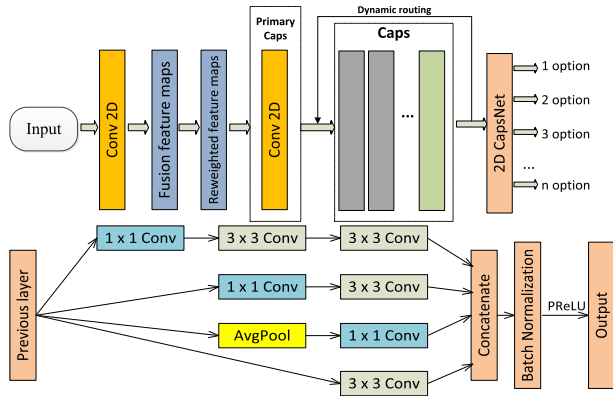 Dynamic routing
Primary
Caps
Caps
Input
Conv 2D
Fusion feature maps
Reweighted feature maps
Conv 2D
...
2D CapsNet
1 option
2 option
3 option
...
n option
Previous layer
1 x 1 Conv
3 x 3 Conv
3 x 3 Conv
1 x 1 Conv
3 x 3 Conv
AvgPool
1 x 1 Conv
3 x 3 Conv
Concatenate
Batch Normalization
PReLU
Output